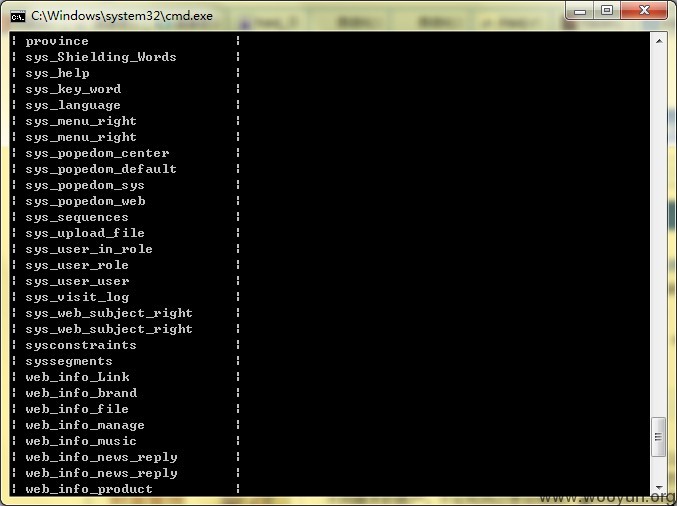 C:\Windows\system32\cmd.exe
| province |
| sys_Shielding_Words |
| sys_help |
| sys_key_word |
| sys_language |
| sys_menu_right |
| sys_menu_right |
| sys_popedom_center |
| sys_popedom_default |
| sys_popedom_sys |
| sys_popedom_web |
| sys_sequences |
| sys_upload_file |
| sys_user_in_role |
| sys_user_role |
| sys_user_user |
| sys_visit_log |
| sys_web_subject_right |
| sys_web_subject_right |
| sysconstraints |
| syssegments |
| web_info_Link |
| web_info_brand |
| web_info_file |
| web_info_manage |
| web_info_music |
| web_info_news_reply |
| web_info_news_reply |
| web_info_product |
www.wooyun.org